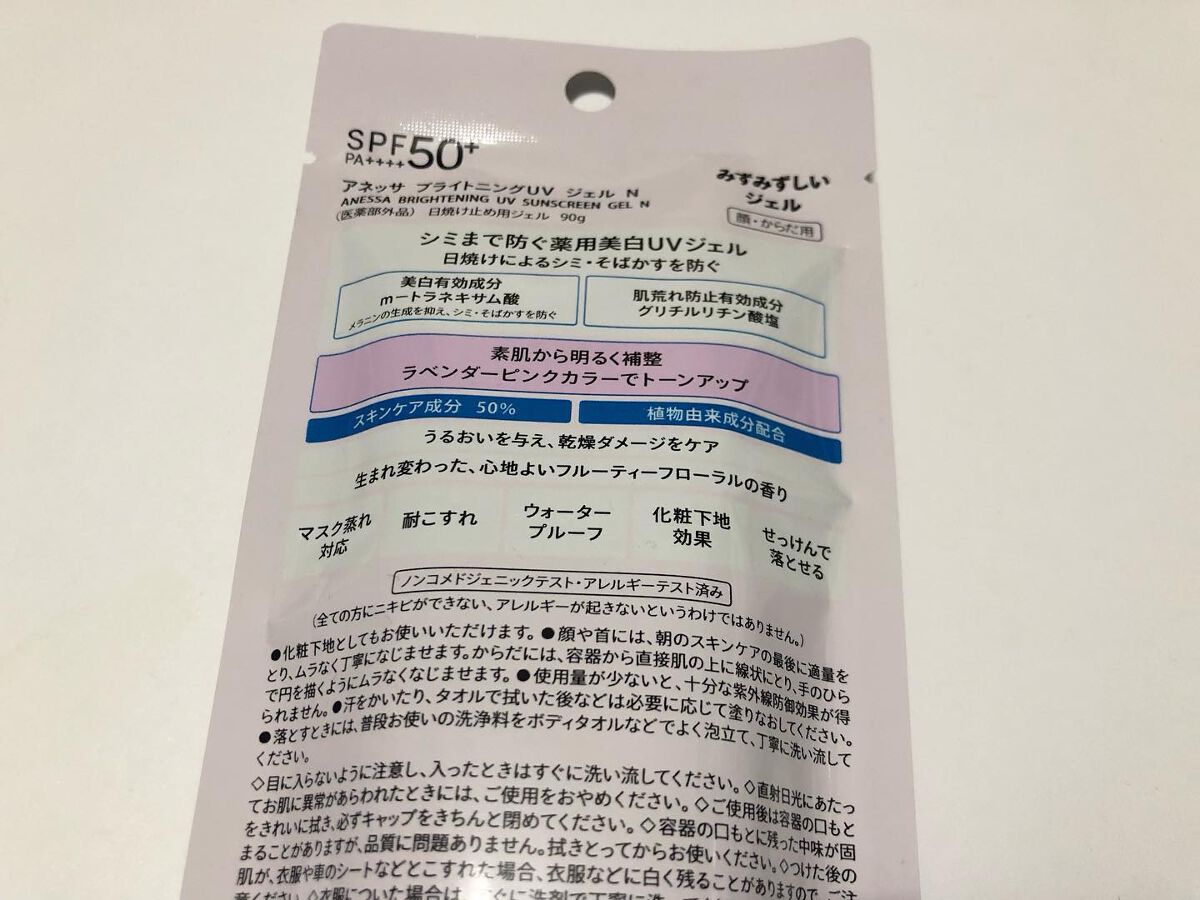 SPF50+
PA++++
アネッサ ブライトニングUV ジェル N
ANESSA BRIGHTENING UV SUNSCREEN GEL N
(医薬部外品) 日焼け止め用ジェル 90g
みずみずしい
ジェル
顔・からだ用
シミまで防ぐ薬用美白UVジェル
日焼けによるシミ・そばかすを防ぐ
美白有効成分
m-トラネキサム酸
メラニンの生成を抑え、シミ・そばかすを防ぐ
肌荒れ防止有効成分
グリチルリチン酸塩
素肌から明るく補整
ラベンダーピンクカラーでトーンアップ
スキンケア成分 50%
植物由来成分配合
うるおいを与え、乾燥ダメージをケア
生まれ変わった、心地よいフルーティーフローラルの香り
マスク蒸れ
対応
耐こすれ
ウォーター
プルーフ
化粧下地
効果
せっけんで
落とせる
ノンコメドジェニックテスト・アレルギーテスト済み
(全ての方にニキビができない、アレルギーが起きないというわけではありません。)
●化粧下地としてもお使いいただけます。●顔や首には、朝のスキンケアの最後に適量を
とり、ムラなく丁寧になじませます。からだには、容器から直接肌の上に線状にとり、手のひら
で円を描くようにムラなくなじませます。●使用量が少ないと、十分な紫外線防御効果が得
られません。●汗をかいたり、タオルで拭いた後などは必要に応じて塗りなおしてください。
●落とすときには、普段お使いの洗浄料をボディタオルなどでよく泡立て、丁寧に洗い流して
ください。
◇目に入らないように注意し、入ったときはすぐに洗い流してください。◇直射日光にあたっ
てお肌に異常があらわれたときには、ご使用をおやめください。◇ご使用後は容器の口もと
をきれいに拭き、必ずキャップをきちんと閉めてください。◇容器の口もとに残った中味が固
まることがありますが、品質に問題ありません。拭きとってからお使いください。◇つけた後の
肌が、衣服や車のシートなどとこすれた場合、衣服などに白く残ることがありますので、ご注
意ください。◇衣服についた場合は、すぐに洗剤で丁寧に洗っ